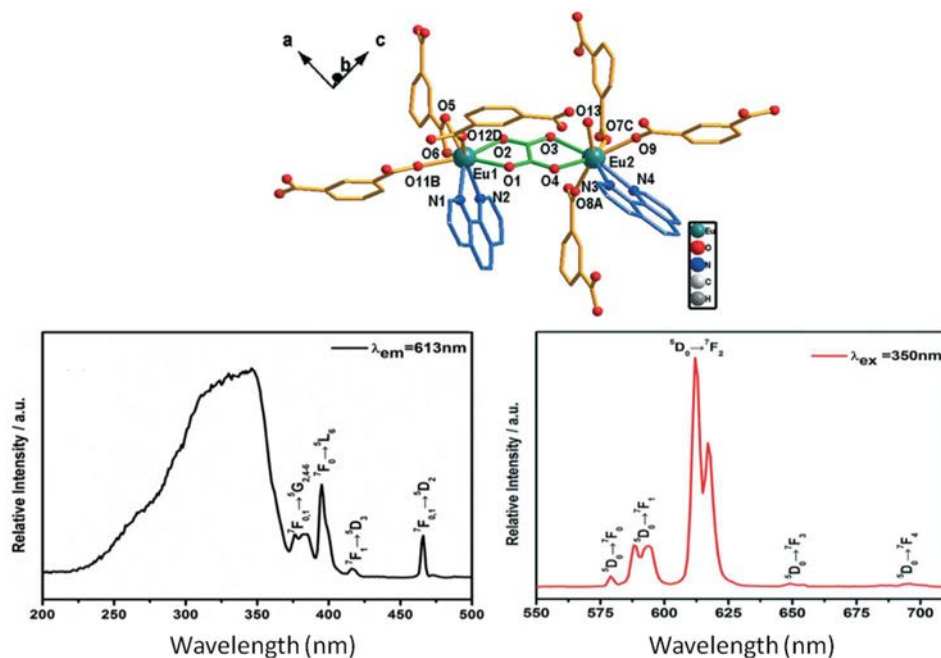 a
b
c
O5
O6
O12D
O11B
Eu1
O2
O1
O3
O4
N1
N2
O13
O7C
O9
Eu2
N3
N4
O8A
Eu
O
N
C
H
λem=613nm
Relative Intensity / a.u.
⁷F₀,₁→⁵G₂,₄₋₆
⁷F₀→⁵L₆
⁷F₁→⁵D₃
⁷F₀,₁→⁵D₂
200 250 300 350 400 450 500
Wavelength (nm)
λex =350nm
Relative Intensity / a.u.
⁵D₀→⁷F₀
⁵D₀→⁷F₁
⁵D₀→⁷F₂
⁵D₀→⁷F₃
⁵D₀→⁷F₄
550 575 600 625 650 675 700
Wavelength (nm)